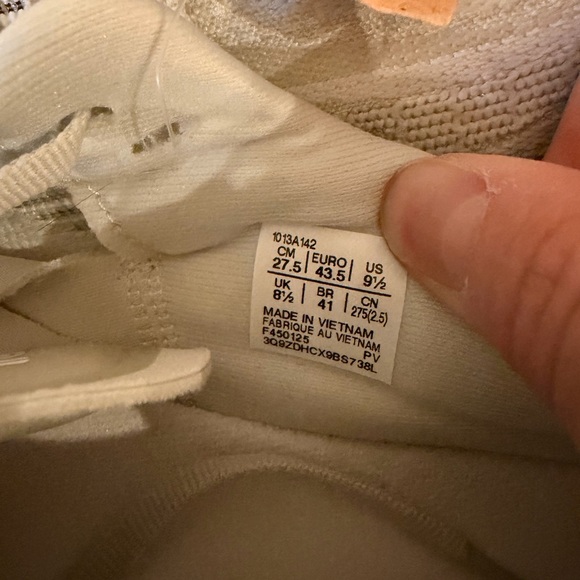 1013A142
CM EURO US
27.5 43.5 9½
UK BR CN
8½ 41 275(2.5)
MADE IN VIETNAM
FABRIQUE AU VIETNAM
F450125 PV
3Q9ZDHCX9BS738L